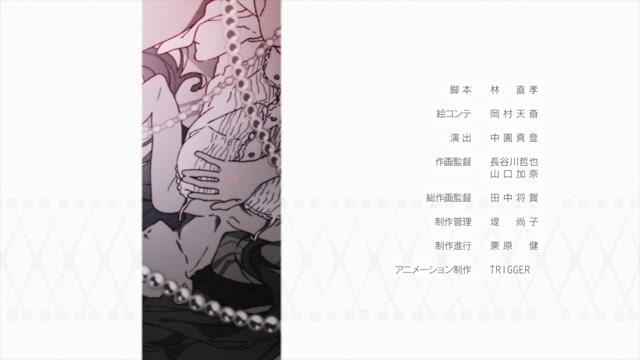 脚本 林 直孝
絵コンテ 岡村天斎
演出 中園真登
作画監督 長谷川哲也
山口加奈
総作画監督 田中将賀
制作管理 堤 尚子
制作進行 栗原 健
アニメーション制作 TRIGGER